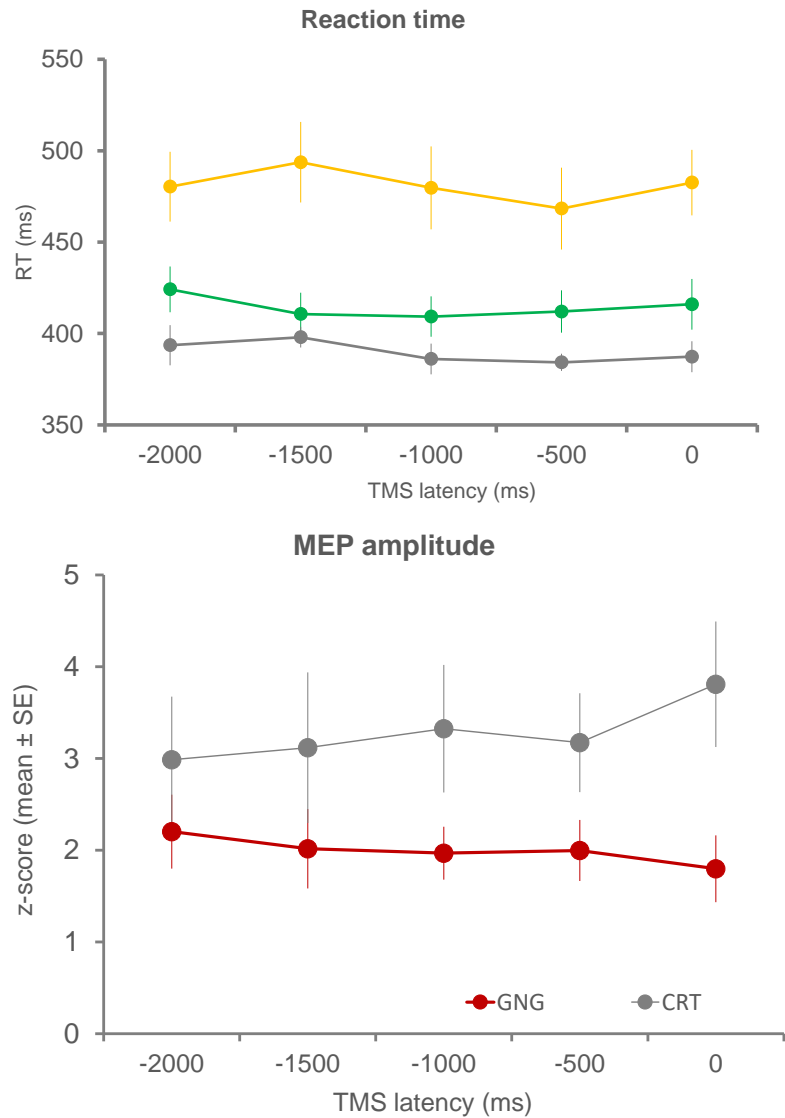 Reaction time
550
500
450
400
350
RT (ms)
-2000 -1500 -1000 -500 0
TMS latency (ms)
MEP amplitude
5
4
3
2
1
0
z-score (mean ± SE)
GNG CRT
-2000 -1500 -1000 -500 0
TMS latency (ms)